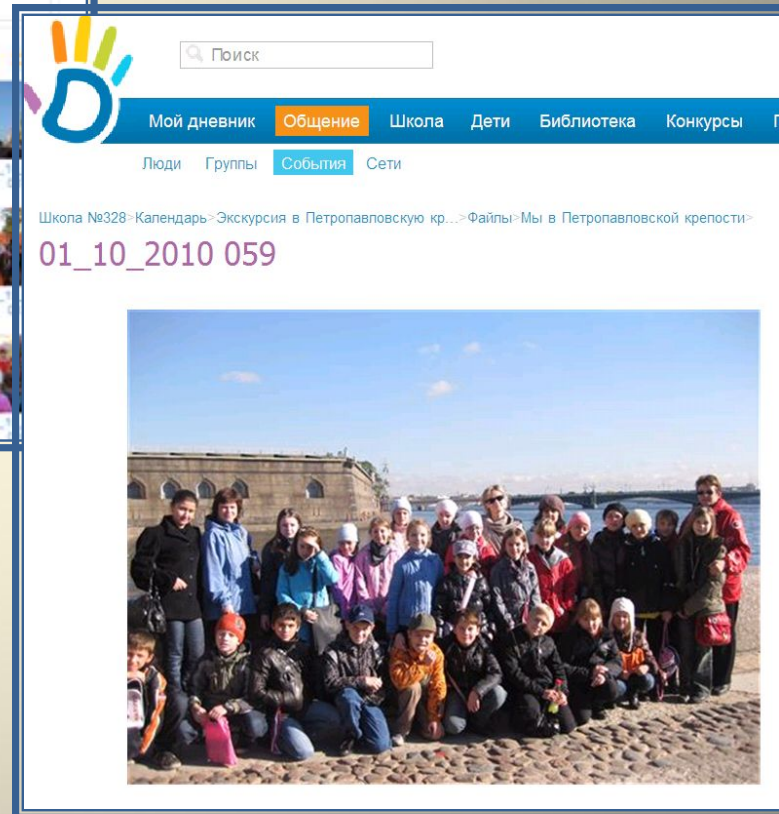 Поиск
Мой дневник Общение Школа Дети Библиотека Конкурсы
Люди Группы События Сети
Школа №328>Календарь>Экскурсия в Петропавловскую кр...>Файлы>Мы в Петропавловской крепости>
01_10_2010 059